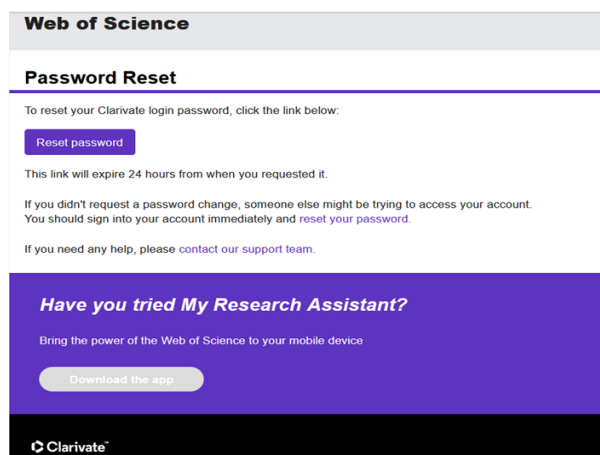 Web of Science
Password Reset
To reset your Clarivate login password, click the link below:
Reset password
This link will expire 24 hours from when you requested it.
If you didn't request a password change, someone else might be trying to access your account.
You should sign into your account immediately and reset your password.
If you need any help, please contact our support team.
Have you tried My Research Assistant?
Bring the power of the Web of Science to your mobile device
Download the app
Clarivate™